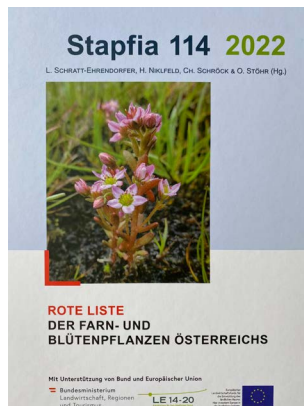 Stapfia 114 2022
L. SCHRATT-EHRENDORFER, H. NIKLFELD, CH. SCHRÖCK & O. STÖHR (Hg.)
ROTE LISTE
DER FARN- UND
BLÜTENPFLANZEN ÖSTERREICHS
Mit Unterstützung von Bund und Europäischer Union
Bundesministerium
Landwirtschaft, Regionen
und Tourismus
LE 14-20